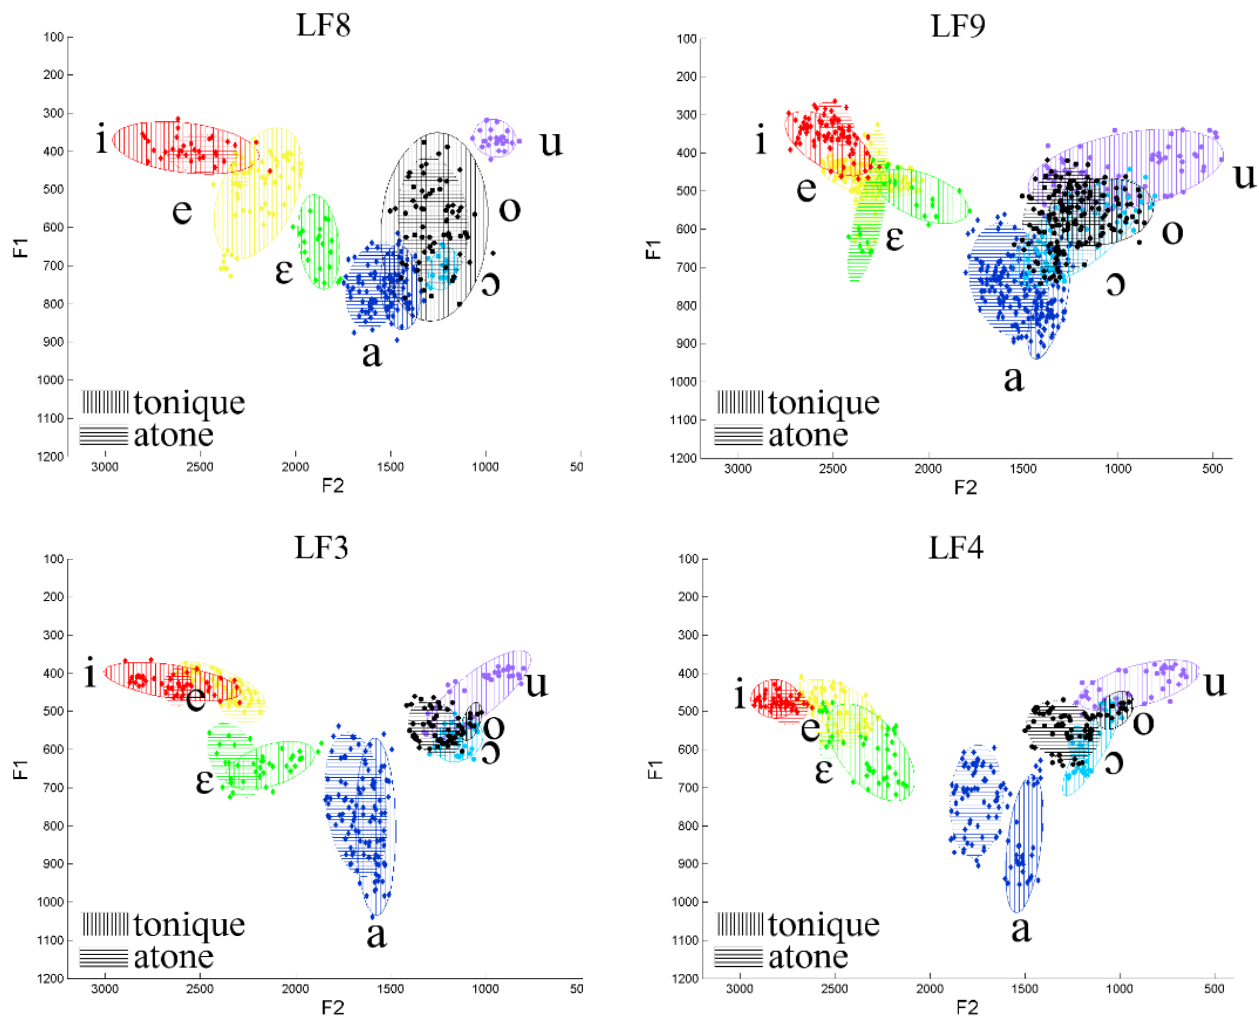 LF8
100
200
300
400
500
600
700
800
900
1000
1100
1200
F1
i
e
ɛ
a
o
ɔ
u
tonique
atone
3000 2500 2000 1500 1000 50
F2
LF9
100
200
300
400
500
600
700
800
900
1000
1100
1200
F1
i
e
ɛ
a
o
ɔ
u
tonique
atone
3000 2500 2000 1500 1000 500
F2
LF3
100
200
300
400
500
600
700
800
900
1000
1100
1200
F1
i
e
ɛ
a
o
ɔ
u
tonique
atone
3000 2500 2000 1500 1000 50
F2
LF4
100
200
300
400
500
600
700
800
900
1000
1100
1200
F1
i
e
ɛ
a
o
ɔ
u
tonique
atone
3000 2500 2000 1500 1000 500
F2